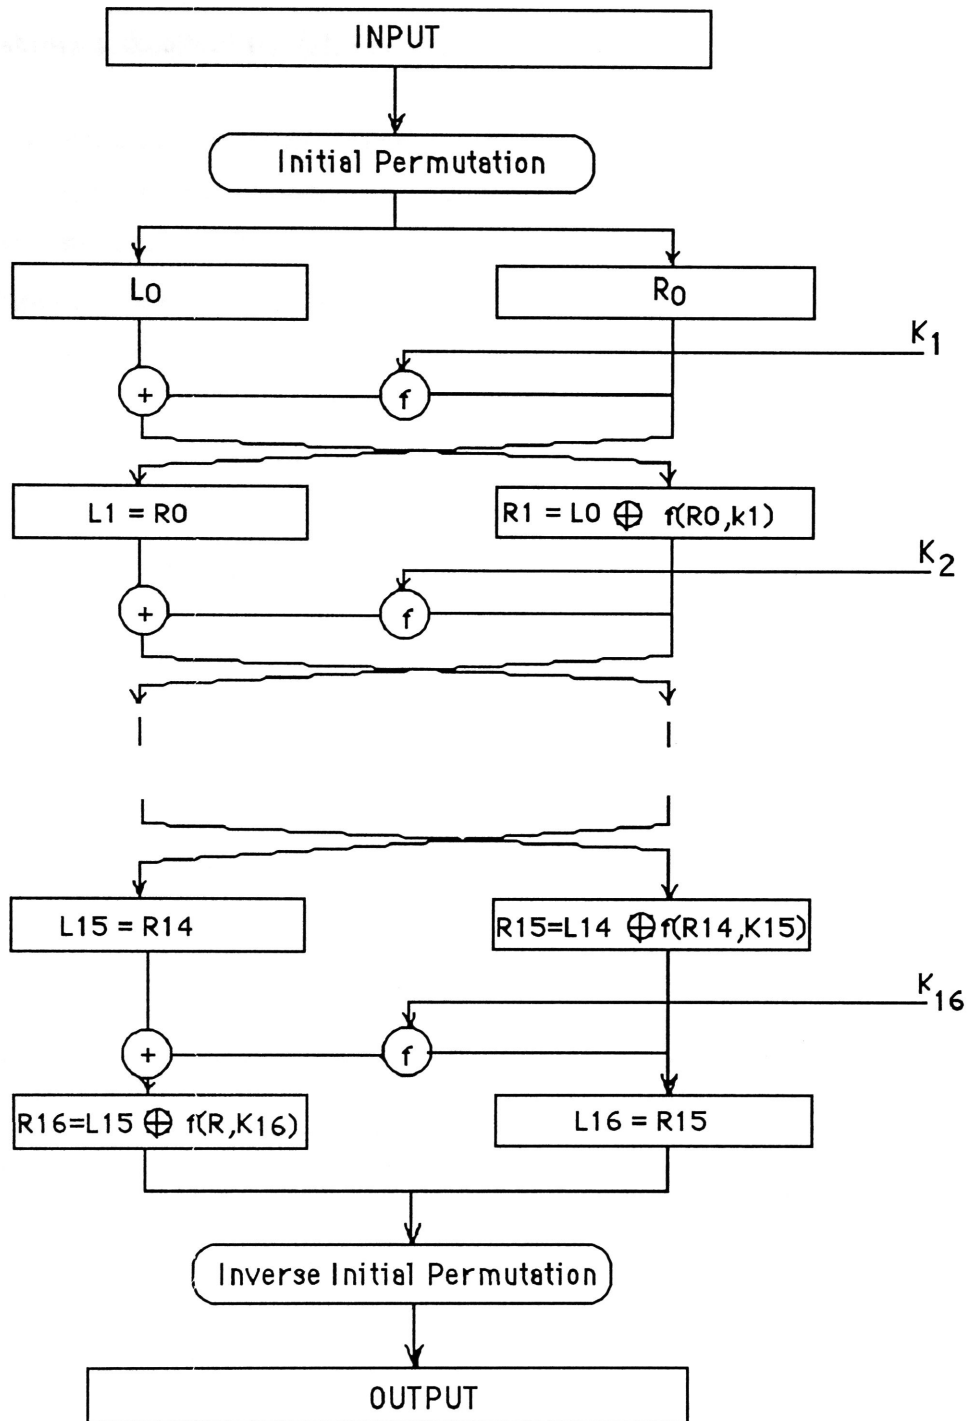 INPUT
Initial Permutation
L0
R0
K1
+
f
L1 = R0
R1 = L0 ⊕ f(R0,k1)
K2
+
f
L15 = R14
R15=L14 ⊕ f(R14,K15)
K16
+
f
R16=L15 ⊕ f(R,K16)
L16 = R15
Inverse Initial Permutation
OUTPUT